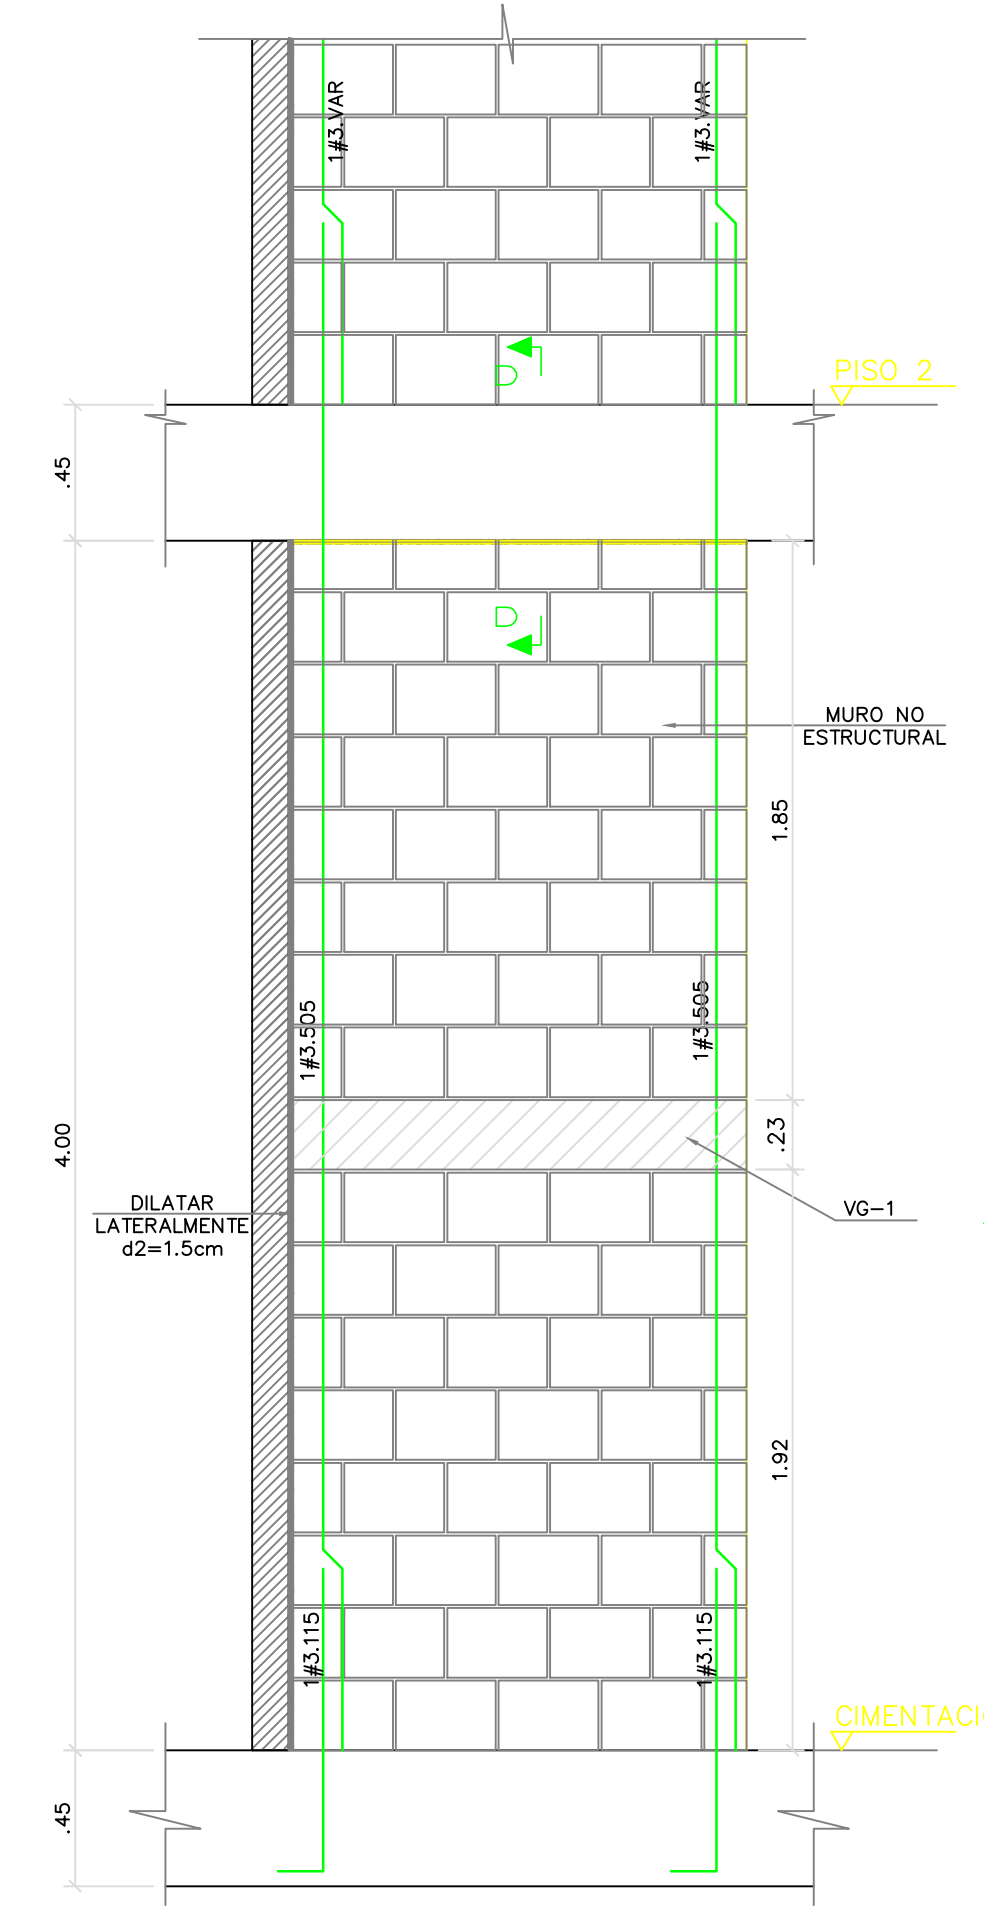 1#3.VAR
1#3.VAR
D
PISO 2
.45
D
MURO NO
ESTRUCTURAL
1.85
1#3.505
1#3.505
4.00
.23
DILATAR
LATERALMENTE
d2=1.5cm
VG-1
1.92
1#3.115
1#3.115
CIMENTACI
.45